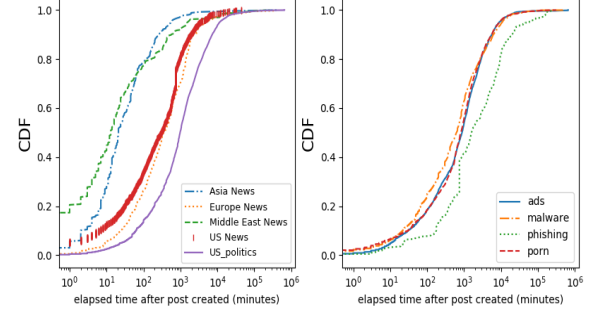 CDF
1.0
0.8
0.6
0.4
0.2
0.0
Asia News
Europe News
Middle East News
US News
US_politics
10^0 10^1 10^2 10^3 10^4 10^5 10^6
elapsed time after post created (minutes)
CDF
1.0
0.8
0.6
0.4
0.2
0.0
ads
malware
phishing
porn
10^0 10^1 10^2 10^3 10^4 10^5 10^6
elapsed time after post created (minutes)